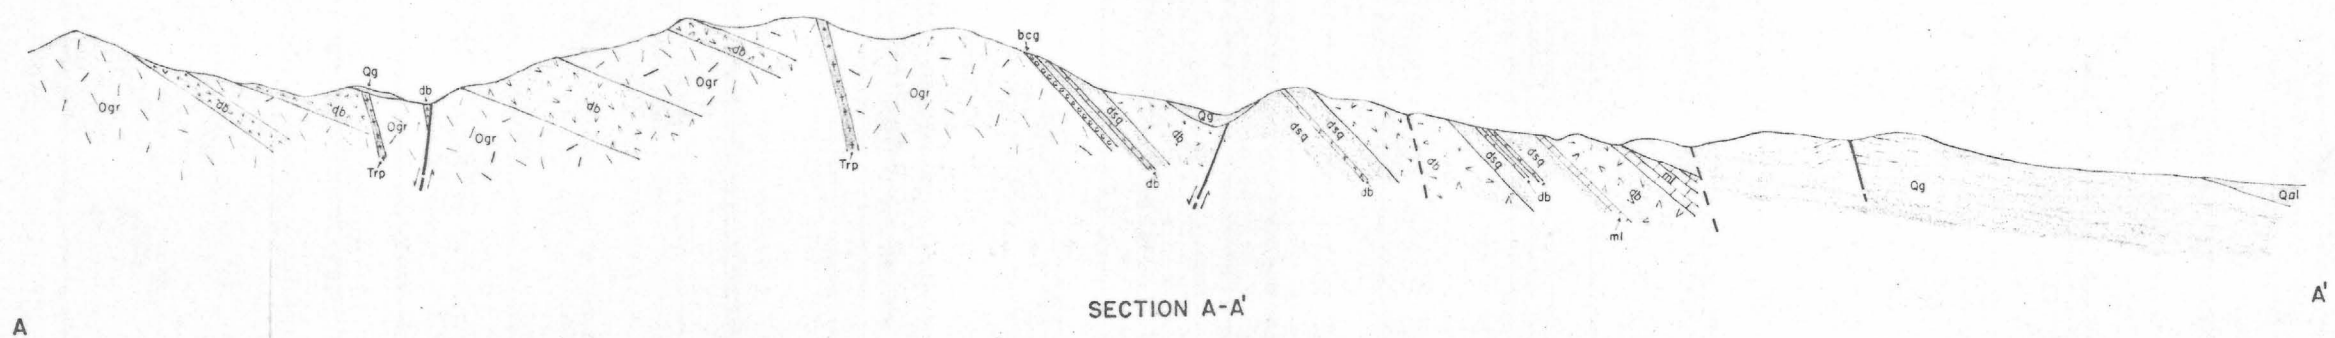 bcg
Qg
db
db
Ogr
Ogr
Ogr
db
db
Ogr
db
Ogr
db
Trp
Trp
dsq
Qg
db
dsq
dsq
db
db
db
dsq
dsq
db
ml
db
ml
Qg
Qal
SECTION A-A'
A
A'